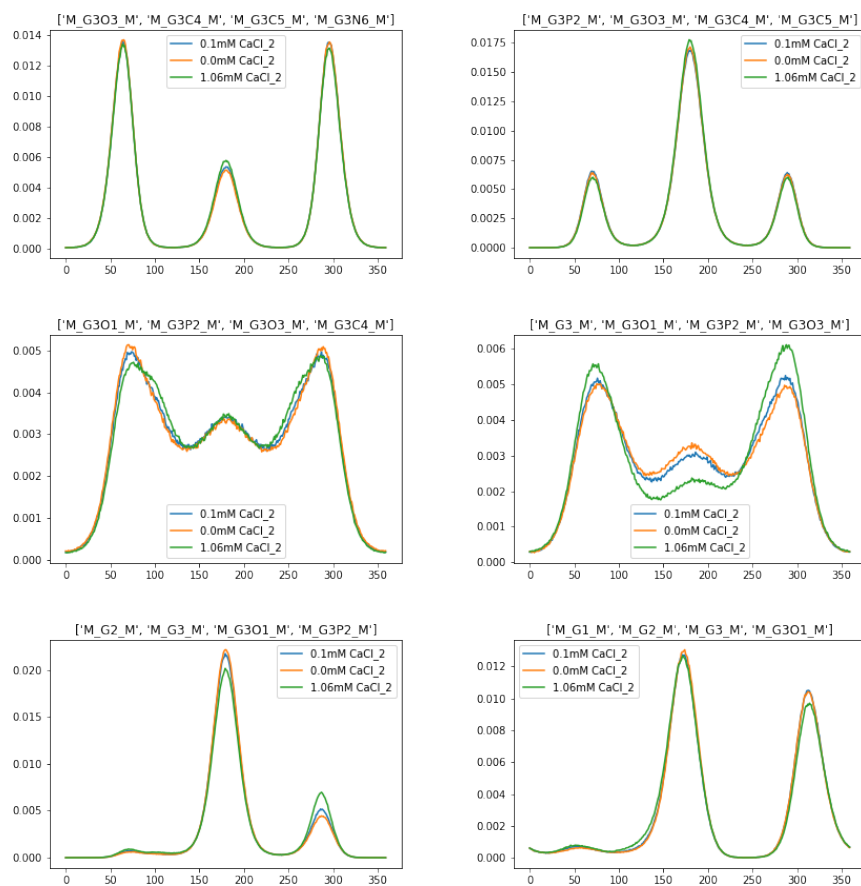 ['M_G3O3_M', 'M_G3C4_M', 'M_G3C5_M', 'M_G3N6_M']
0.014
0.012
0.010
0.008
0.006
0.004
0.002
0.000
0.1mM CaCl_2
0.0mM CaCl_2
1.06mM CaCl_2
0 50 100 150 200 250 300 350
['M_G3P2_M', 'M_G3O3_M', 'M_G3C4_M', 'M_G3C5_M']
0.0175
0.0150
0.0125
0.0100
0.0075
0.0050
0.0025
0.0000
0.1mM CaCl_2
0.0mM CaCl_2
1.06mM CaCl_2
0 50 100 150 200 250 300 350
['M_G3O1_M', 'M_G3P2_M', 'M_G3O3_M', 'M_G3C4_M']
0.005
0.004
0.003
0.002
0.001
0.000
0.1mM CaCl_2
0.0mM CaCl_2
1.06mM CaCl_2
0 50 100 150 200 250 300 350
['M_G3_M', 'M_G3O1_M', 'M_G3P2_M', 'M_G3O3_M']
0.006
0.005
0.004
0.003
0.002
0.001
0.000
0.1mM CaCl_2
0.0mM CaCl_2
1.06mM CaCl_2
0 50 100 150 200 250 300 350
['M_G2_M', 'M_G3_M', 'M_G3O1_M', 'M_G3P2_M']
0.020
0.015
0.010
0.005
0.000
0.1mM CaCl_2
0.0mM CaCl_2
1.06mM CaCl_2
0 50 100 150 200 250 300 350
['M_G1_M', 'M_G2_M', 'M_G3_M', 'M_G3O1_M']
0.012
0.010
0.008
0.006
0.004
0.002
0.000
0.1mM CaCl_2
0.0mM CaCl_2
1.06mM CaCl_2
0 50 100 150 200 250 300 350